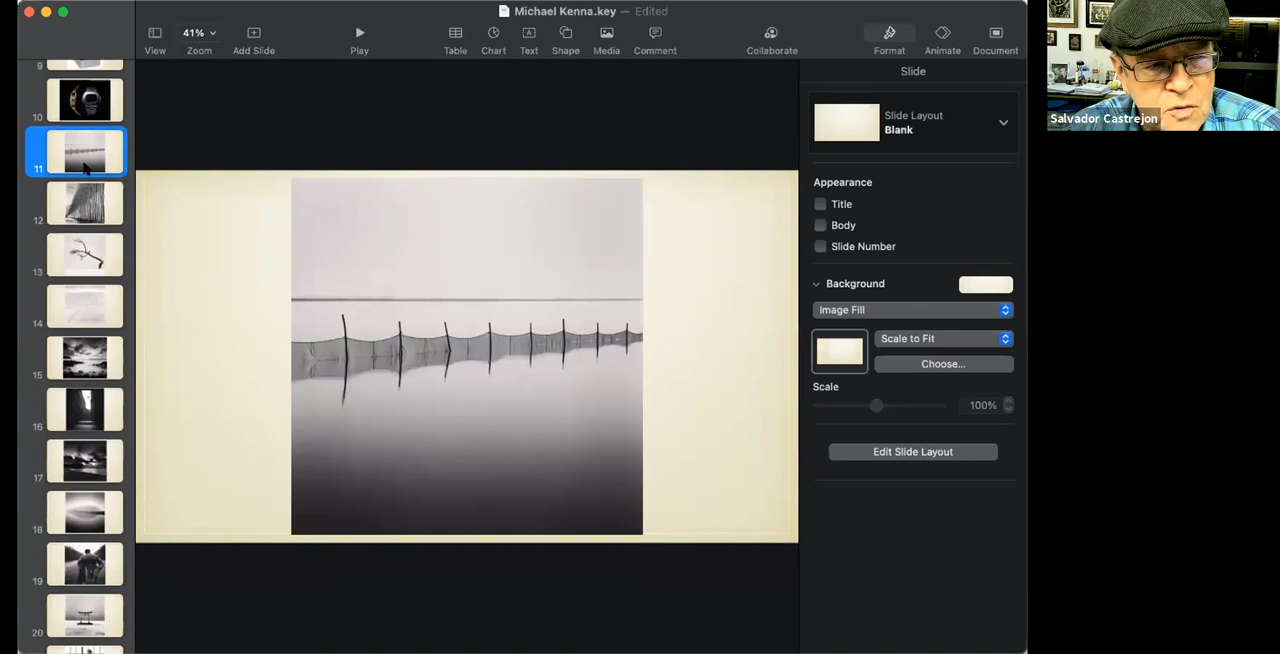 Michael Kenna.key — Edited
View
41%
Zoom
Add Slide
Play
Table
Chart
Text
Shape
Media
Comment
Collaborate
Format
Animate
Document
9
10
11
12
13
14
15
16
17
18
19
20
Slide
Slide Layout
Blank
Appearance
Title
Body
Slide Number
Background
Image Fill
Scale to Fit
Choose...
Scale
100%
Edit Slide Layout
Salvador Castrejon